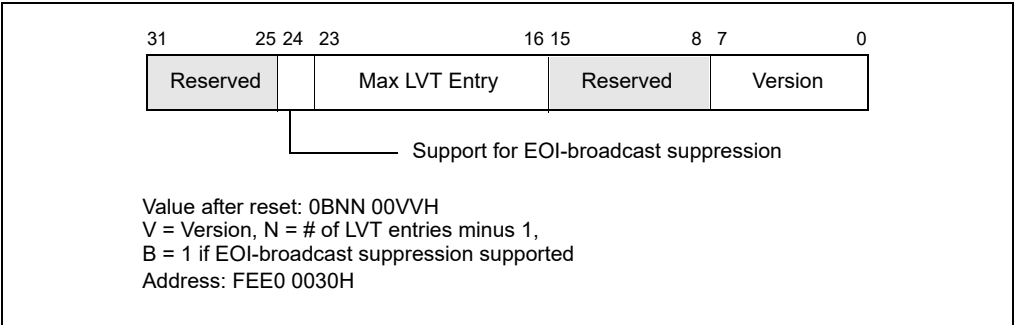 31 25 24 23 16 15 8 7 0
Reserved Max LVT Entry Reserved Version
Support for EOI-broadcast suppression
Value after reset: 0BNN 00VVH
V = Version, N = # of LVT entries minus 1,
B = 1 if EOI-broadcast suppression supported
Address: FEE0 0030H